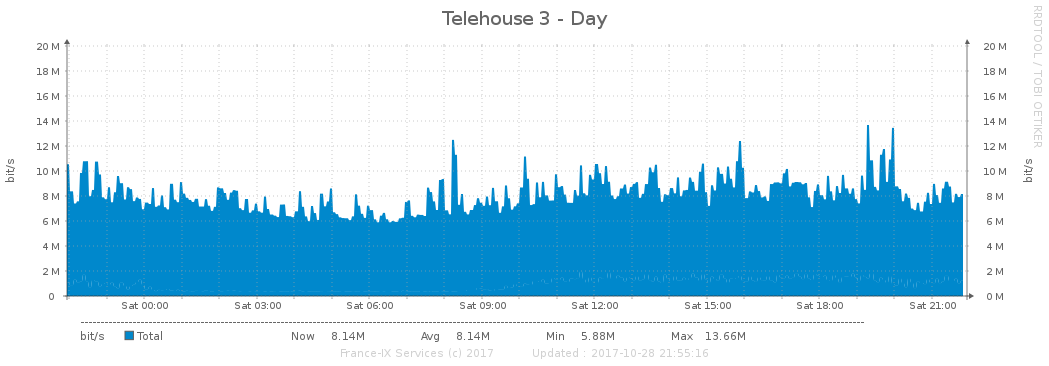 Telehouse 3 - Day
RRDTOOL / TOBI OETIKER
bit/s
bit/s
20 M 20 M
18 M 18 M
16 M 16 M
14 M 14 M
12 M 12 M
10 M 10 M
8 M 8 M
6 M 6 M
4 M 4 M
2 M 2 M
0 0 M
Sat 00:00 Sat 03:00 Sat 06:00 Sat 09:00 Sat 12:00 Sat 15:00 Sat 18:00 Sat 21:00
bit/s Total Now 8.14M Avg 8.14M Min 5.88M Max 13.66M
France-IX Services (c) 2017 Updated : 2017-10-28 21:55:16